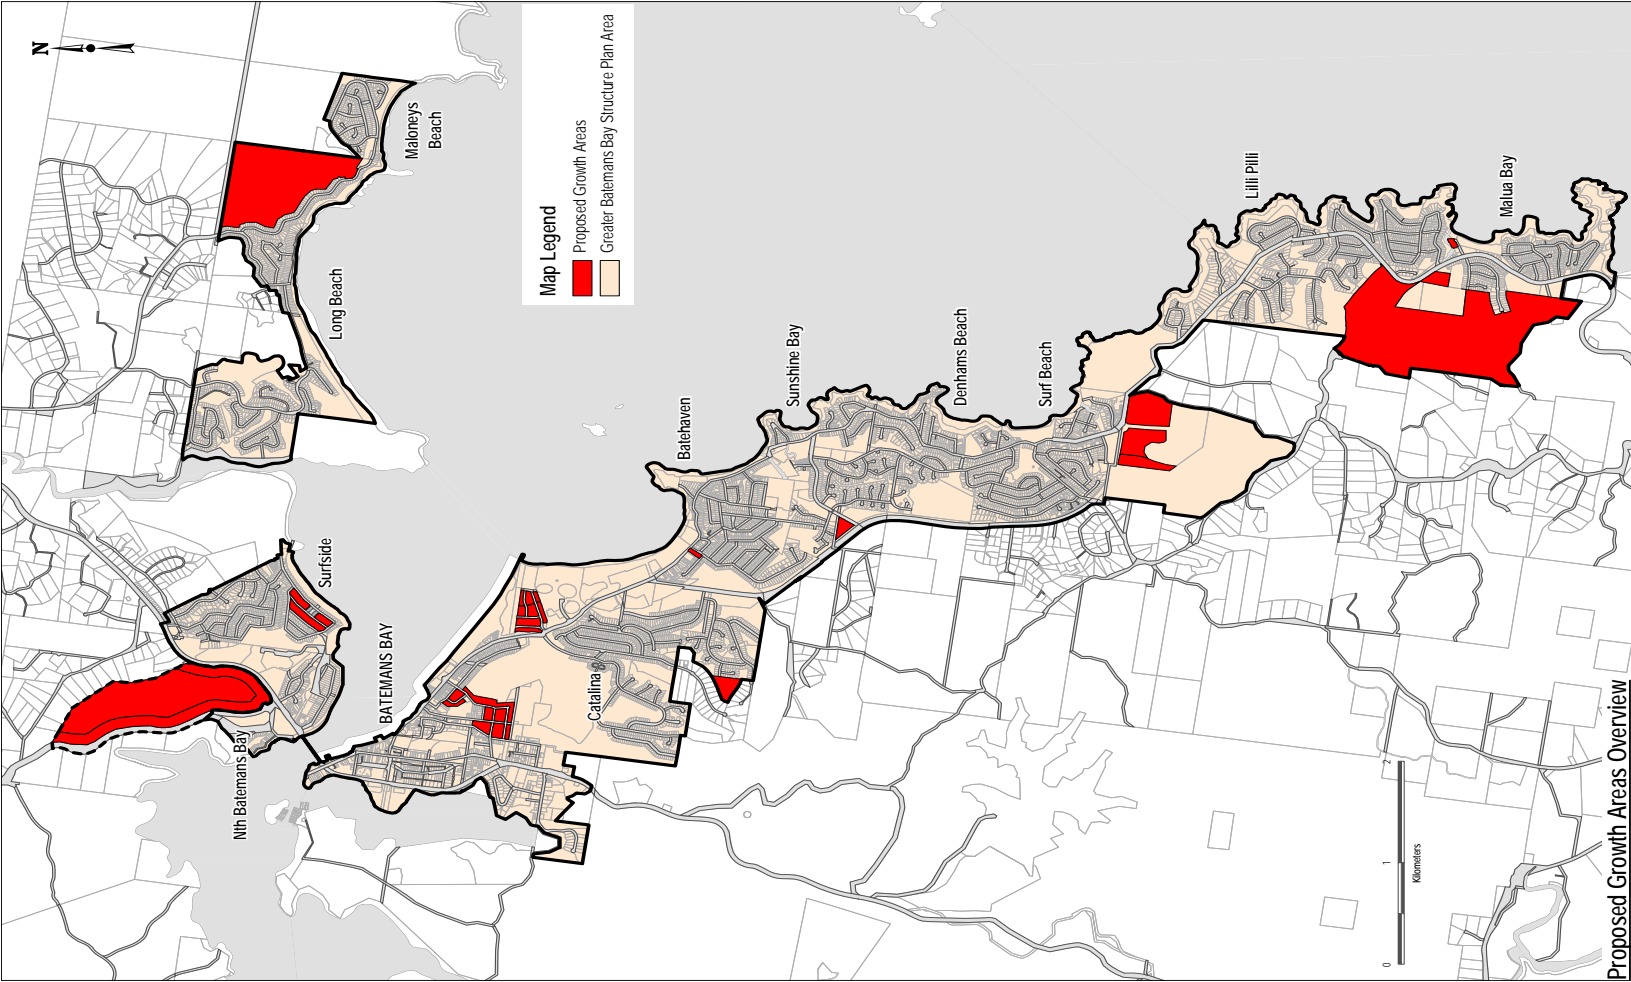 N
Maloneys
Beach
Long Beach
Map Legend
Proposed Growth Areas
Greater Batemans Bay Structure Plan Area
Surfside
Nth Batemans Bay
BATEMANS BAY
Catalina
Batehaven
Sunshine Bay
Denhams Beach
Surf Beach
Lilli Pilli
Malua Bay
0 1 2
Kilometers
Proposed Growth Areas Overview